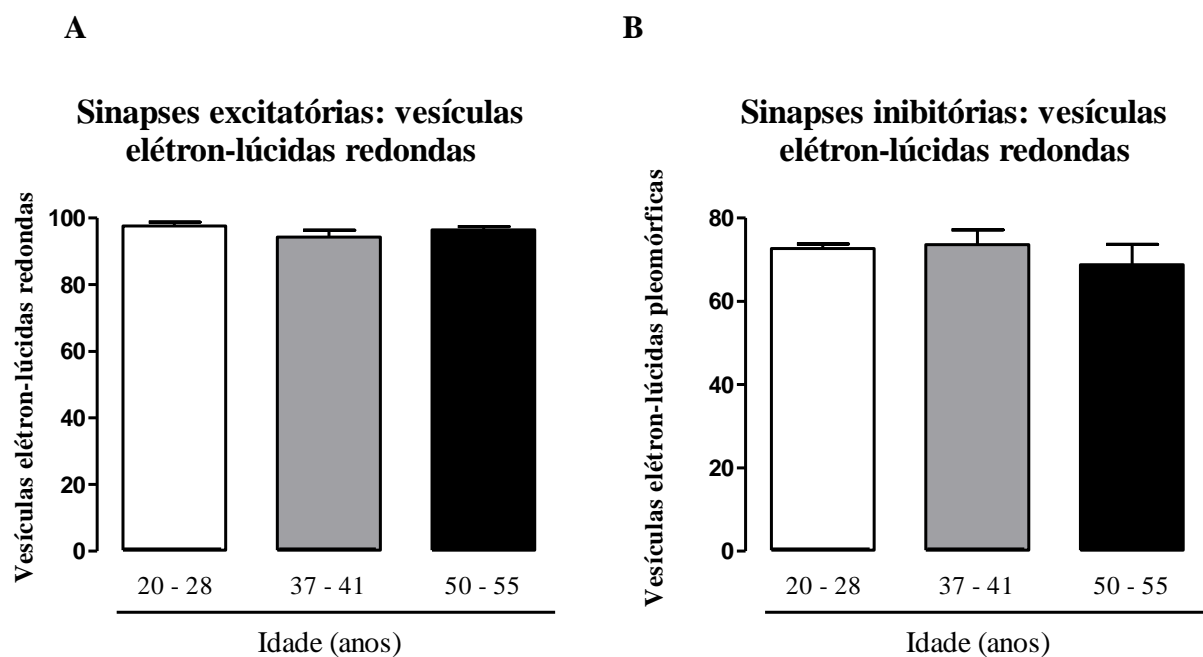 A
Sinapses excitatórias: vesículas
elétron-lúcidas redondas
Vesículas elétron-lúcidas redondas
100
80
60
40
20
0
20 - 28
37 - 41
50 - 55
Idade (anos)
B
Sinapses inibitórias: vesículas
elétron-lúcidas redondas
Vesículas elétron-lúcidas pleomórficas
80
60
40
20
0
20 - 28
37 - 41
50 - 55
Idade (anos)